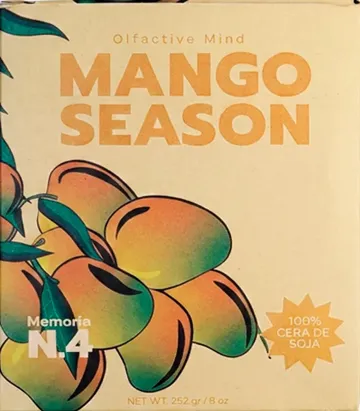 Olfactive Mind
MANGO
SEASON
Memoria
N.4
100%
CERA DE
SOJA
NET WT. 252.gr / 8 oz